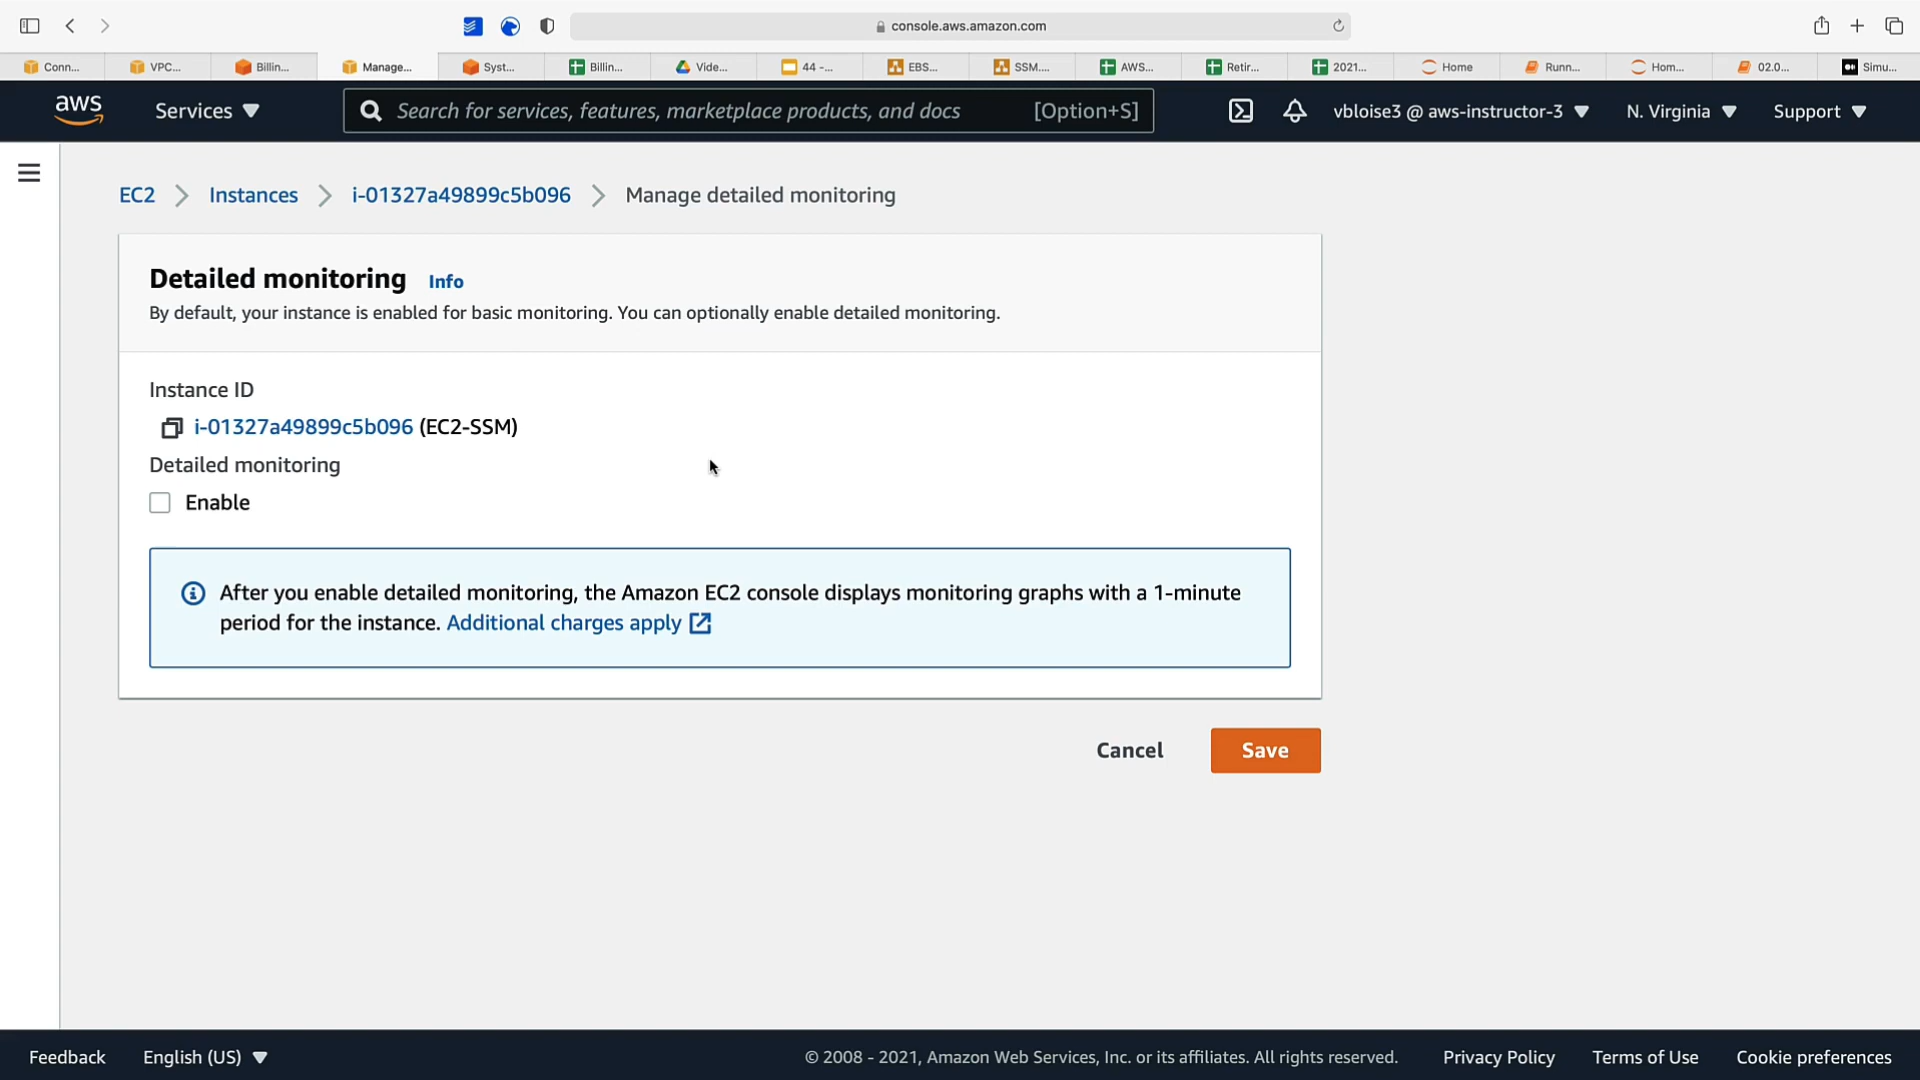 console.aws.amazon.com
Conn...
VPC...
Billin...
Manage...
Syst...
Billin...
Vide...
44 -...
EBS...
SSM....
AWS...
Retir...
2021...
Home
Runn...
Hom...
02.0...
Simu...
aws
Services
Search for services, features, marketplace products, and docs
[Option+S]
vbloise3 @ aws-instructor-3
N. Virginia
Support
EC2
Instances
i-01327a49899c5b096
Manage detailed monitoring
Detailed monitoring Info
By default, your instance is enabled for basic monitoring. You can optionally enable detailed monitoring.
Instance ID
i-01327a49899c5b096 (EC2-SSM)
Detailed monitoring
Enable
After you enable detailed monitoring, the Amazon EC2 console displays monitoring graphs with a 1-minute
period for the instance. Additional charges apply
Cancel
Save
Feedback
English (US)
© 2008 - 2021, Amazon Web Services, Inc. or its affiliates. All rights reserved.
Privacy Policy
Terms of Use
Cookie preferences